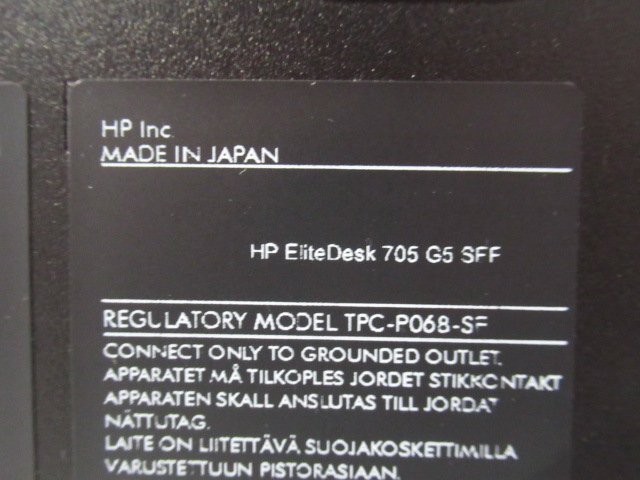 HP Inc.
MADE IN JAPAN
HP EliteDesk 705 G5 SFF
REGULATORY MODEL TPC-P068-SF
CONNECT ONLY TO GROUNDED OUTLET.
APPARATET MÅ TILKOPLES JORDET STIKKONTAKT
APPARATEN SKALL ANSLUTAS TILL JORDAT
NÄTTUTAG.
LAITE ON LIITETTÄVÄ SUOJAKOSKETTIMILLA
VARUSTETTUUN PISTORASIAAN.